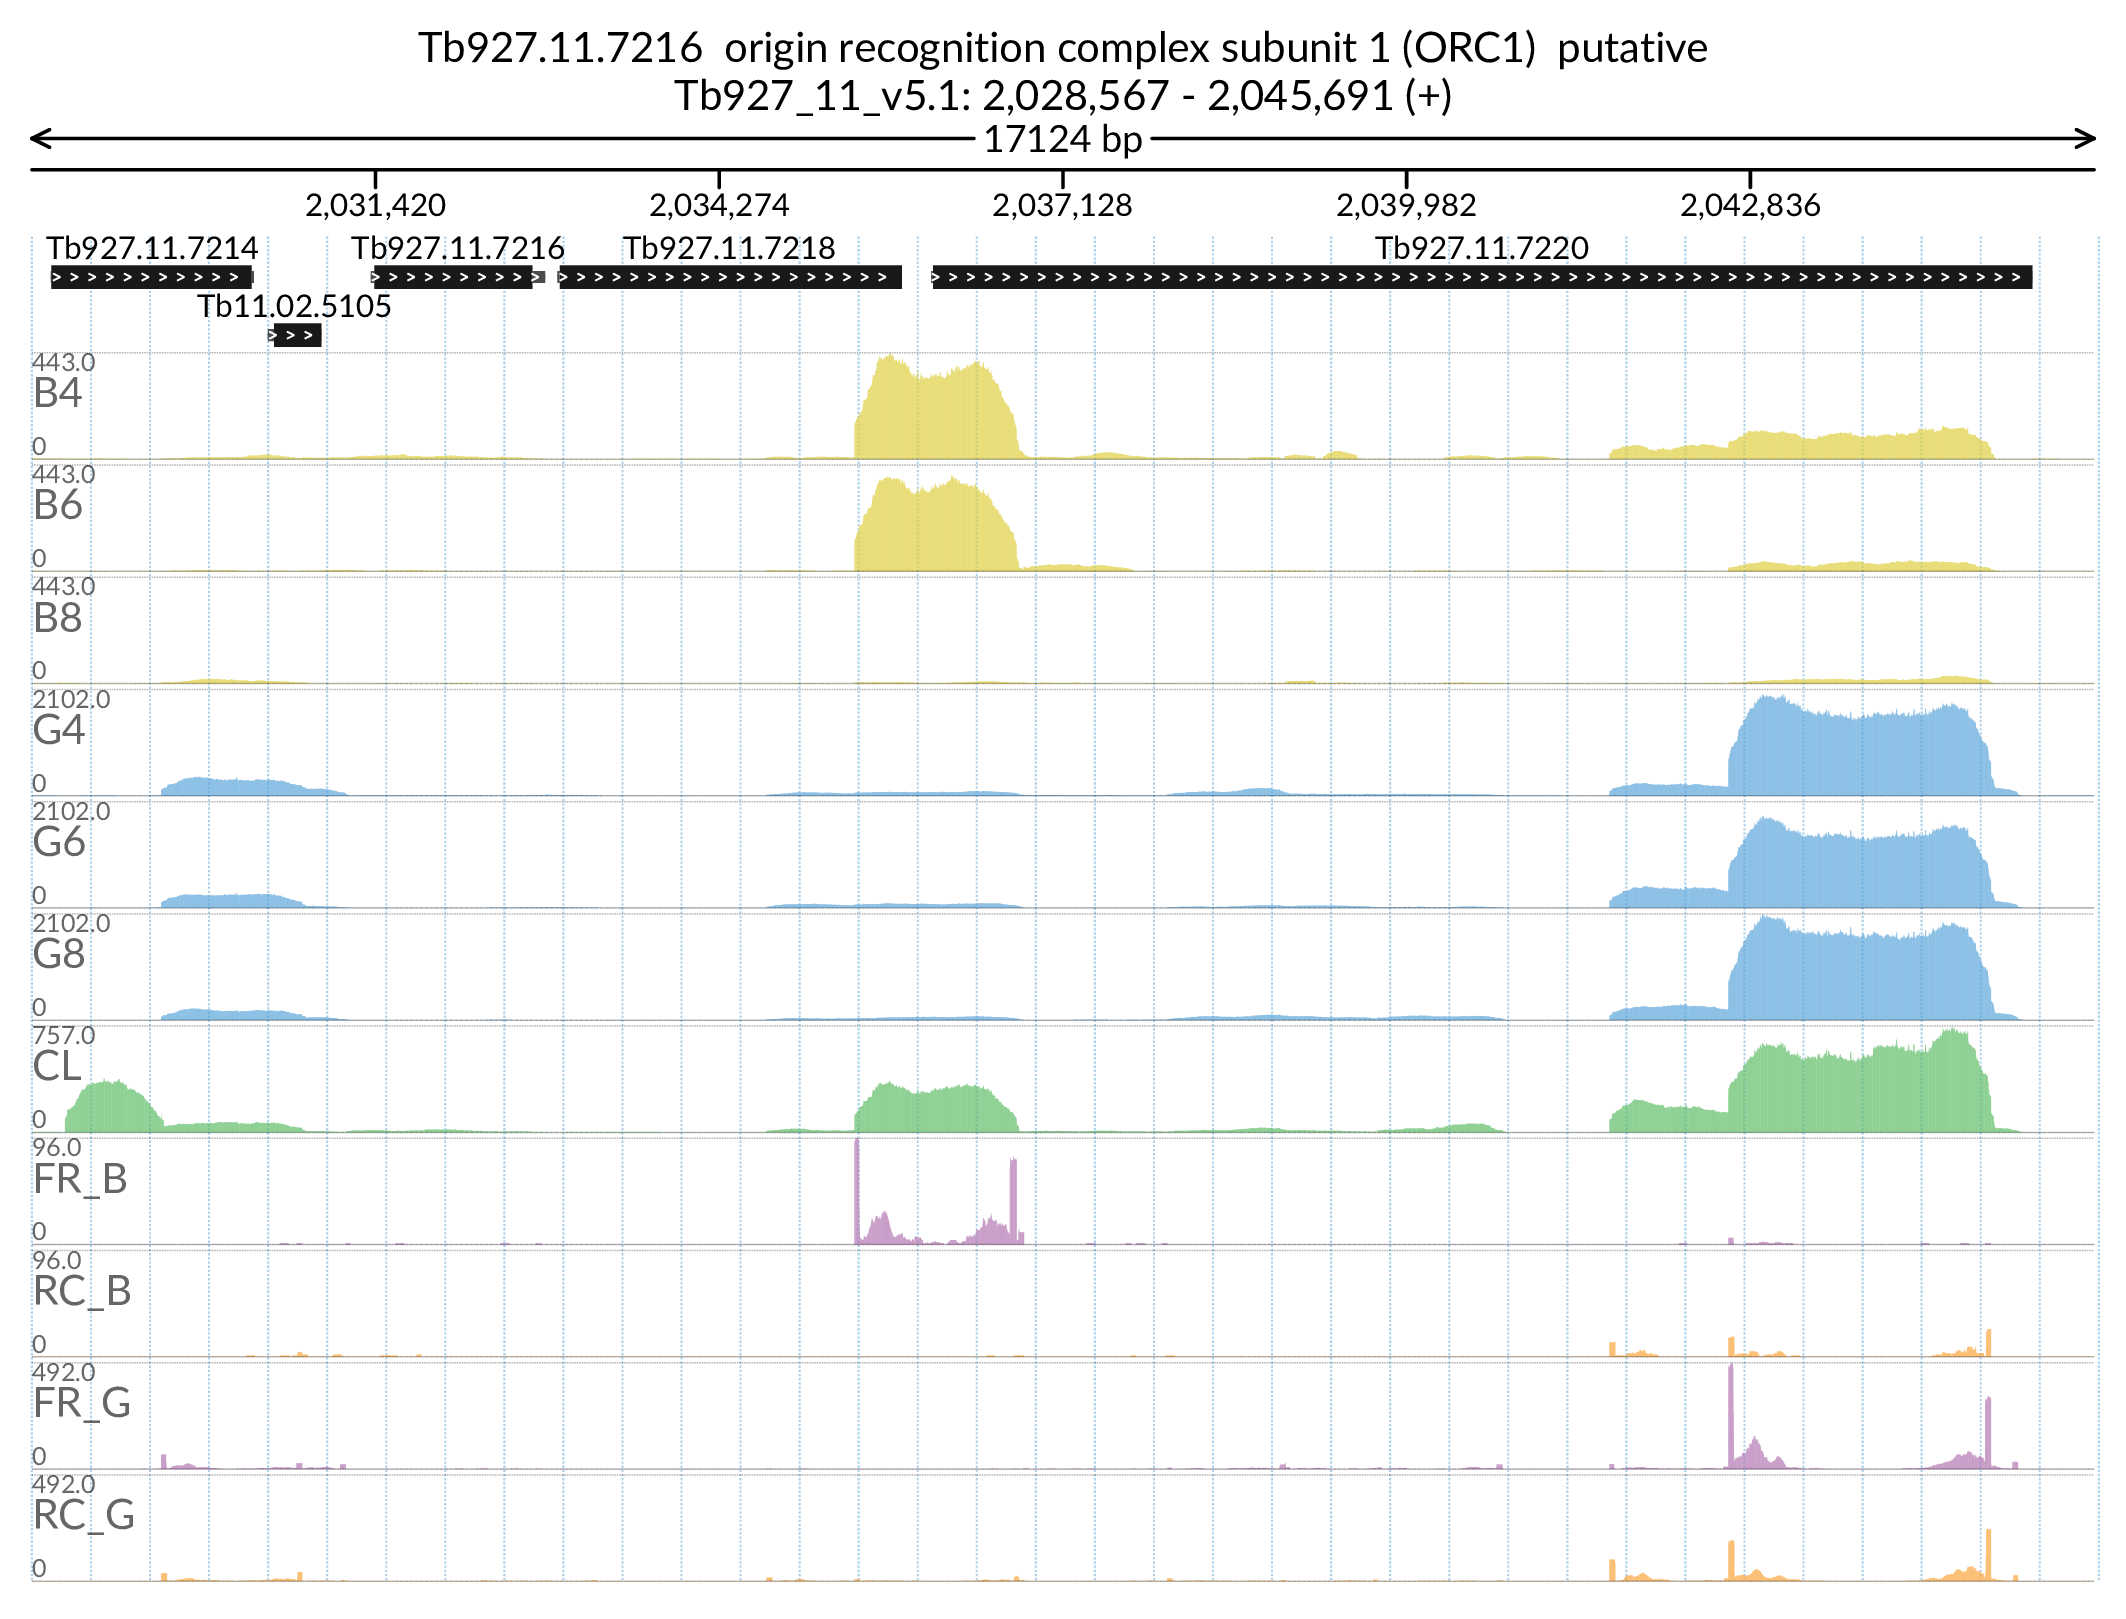 Tb927.11.7216  origin recognition complex subunit 1 (ORC1)  putative
Tb927_11_v5.1: 2,028,567 - 2,045,691 (+)
17124 bp
2,031,420 2,034,274 2,037,128 2,039,982 2,042,836
Tb927.11.7214 Tb927.11.7216 Tb927.11.7218 Tb927.11.7220
Tb11.02.5105
443.0
B4
0
443.0
B6
0
443.0
B8
0
2102.0
G4
0
2102.0
G6
0
2102.0
G8
0
757.0
CL
0
96.0
FR_B
0
96.0
RC_B
0
492.0
FR_G
0
492.0
RC_G
0